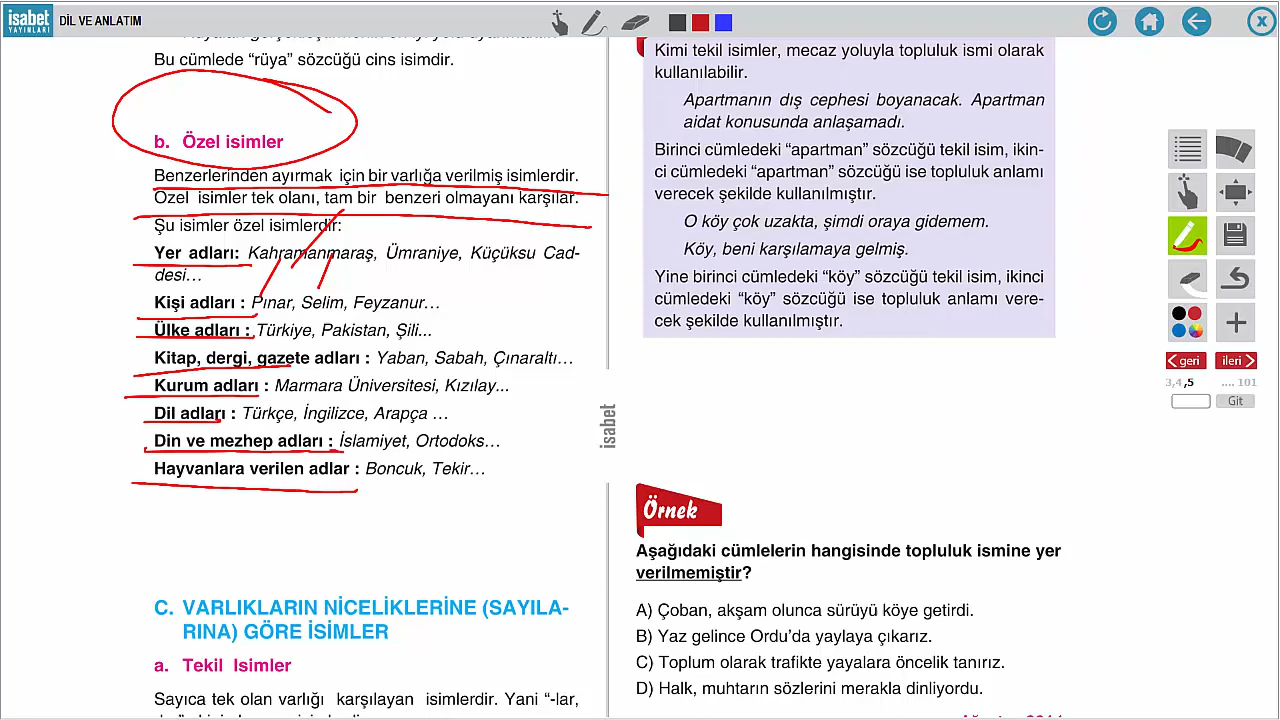 isabet
YAYINLARI
DİL VE ANLATIM
Bu cümlede “rüya” sözcüğü cins isimdir.
b. Özel isimler
Benzerlerinden ayırmak için bir varlığa verilmiş isimlerdir.
Özel isimler tek olanı, tam bir benzeri olmayanı karşılar.
Şu isimler özel isimlerdir:
Yer adları: Kahramanmaraş, Ümraniye, Küçüksu Cad-
desi…
Kişi adları : Pınar, Selim, Feyzanur…
Ülke adları : Türkiye, Pakistan, Şili...
Kitap, dergi, gazete adları : Yaban, Sabah, Çınaraltı…
Kurum adları : Marmara Üniversitesi, Kızılay...
Dil adları : Türkçe, İngilizce, Arapça …
Din ve mezhep adları : İslamiyet, Ortodoks…
Hayvanlara verilen adlar : Boncuk, Tekir…
C. VARLIKLARIN NİCELİKLERİNE (SAYILA-
RINA) GÖRE İSİMLER
a. Tekil Isimler
Sayıca tek olan varlığı karşılayan isimlerdir. Yani “-lar,
isabet
Kimi tekil isimler, mecaz yoluyla topluluk ismi olarak
kullanılabilir.
Apartmanın dış cephesi boyanacak. Apartman
aidat konusunda anlaşamadı.
Birinci cümledeki “apartman” sözcüğü tekil isim, ikin-
ci cümledeki “apartman” sözcüğü ise topluluk anlamı
verecek şekilde kullanılmıştır.
O köy çok uzakta, şimdi oraya gidemem.
Köy, beni karşılamaya gelmiş.
Yine birinci cümledeki “köy” sözcüğü tekil isim, ikinci
cümledeki “köy” sözcüğü ise topluluk anlamı vere-
cek şekilde kullanılmıştır.
Örnek
Aşağıdaki cümlelerin hangisinde topluluk ismine yer
verilmemiştir?
A) Çoban, akşam olunca sürüyü köye getirdi.
B) Yaz gelince Ordu’da yaylaya çıkarız.
C) Toplum olarak trafikte yayalara öncelik tanırız.
D) Halk, muhtarın sözlerini merakla dinliyordu.
geri ileri
3,4,5 .... 101
Git